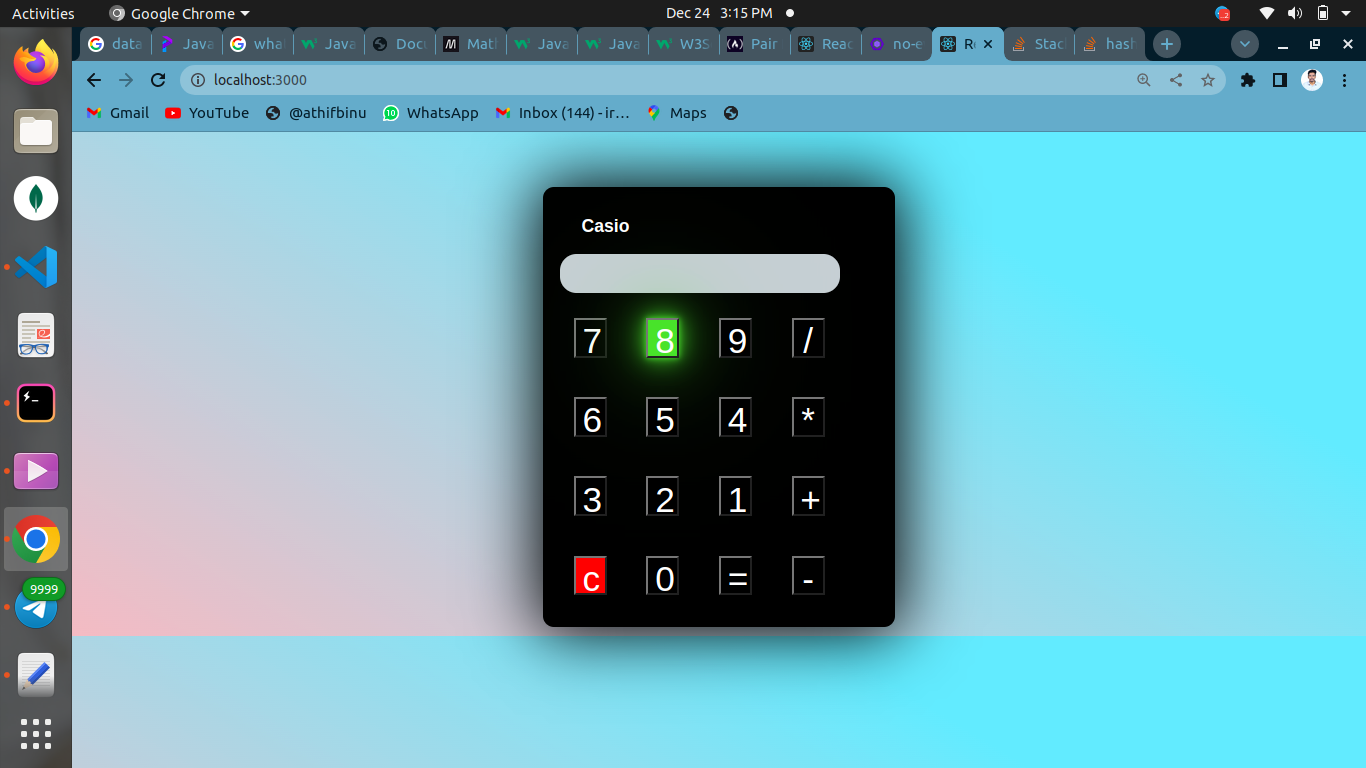 Activities Google Chrome Dec 24 3:15 PM
data Java wha Java Docu Mat Java Java W3S Pair Reac no-e Re Stac hash
localhost:3000
Gmail YouTube @athifbinu WhatsApp Inbox (144) - ir… Maps
Casio
7 8 9 /
6 5 4 *
3 2 1 +
c 0 = -
9999